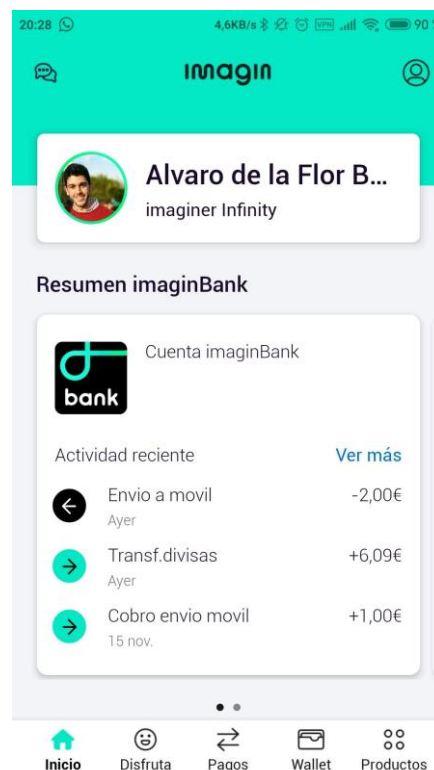 20:28 4,6KB/s VPN 90
imagin
Alvaro de la Flor B...
imaginer Infinity
Resumen imaginBank
bank
Cuenta imaginBank
Actividad reciente Ver más
Envio a movil -2,00€
Ayer
Transf.divisas +6,09€
Ayer
Cobro envio movil +1,00€
15 nov.
Inicio Disfruta Pagos Wallet Productos